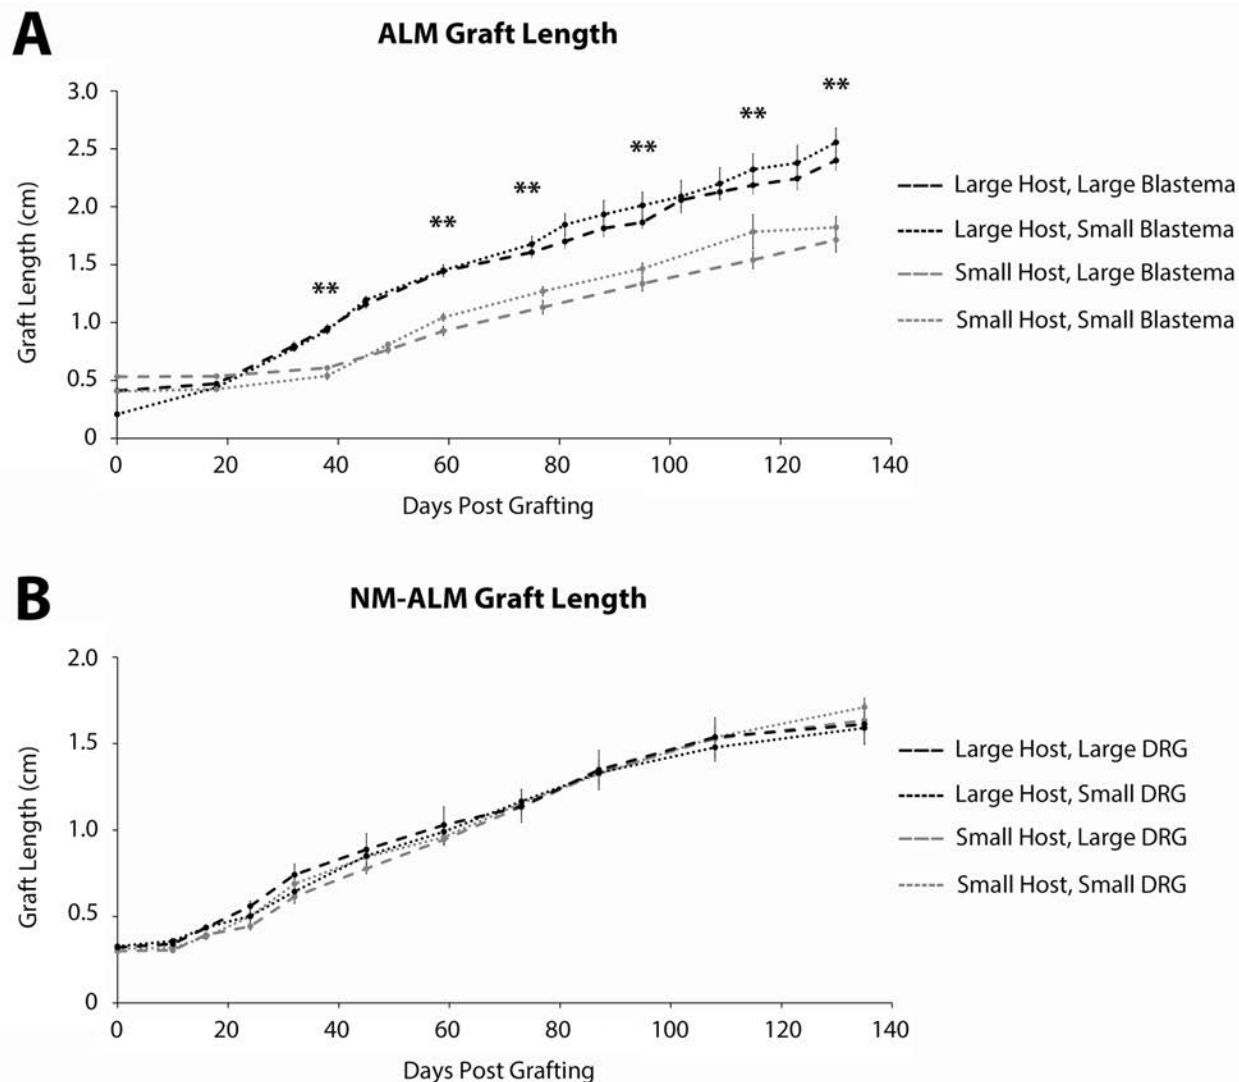 A
ALM Graft Length
3.0
2.5
2.0
1.5
1.0
0.5
0
Graft Length (cm)
**
**
**
**
**
**
0 20 40 60 80 100 120 140
Days Post Grafting
Large Host, Large Blastema
Large Host, Small Blastema
Small Host, Large Blastema
Small Host, Small Blastema
B
NM-ALM Graft Length
2.0
1.5
1.0
0.5
0
Graft Length (cm)
0 20 40 60 80 100 120 140
Days Post Grafting
Large Host, Large DRG
Large Host, Small DRG
Small Host, Large DRG
Small Host, Small DRG